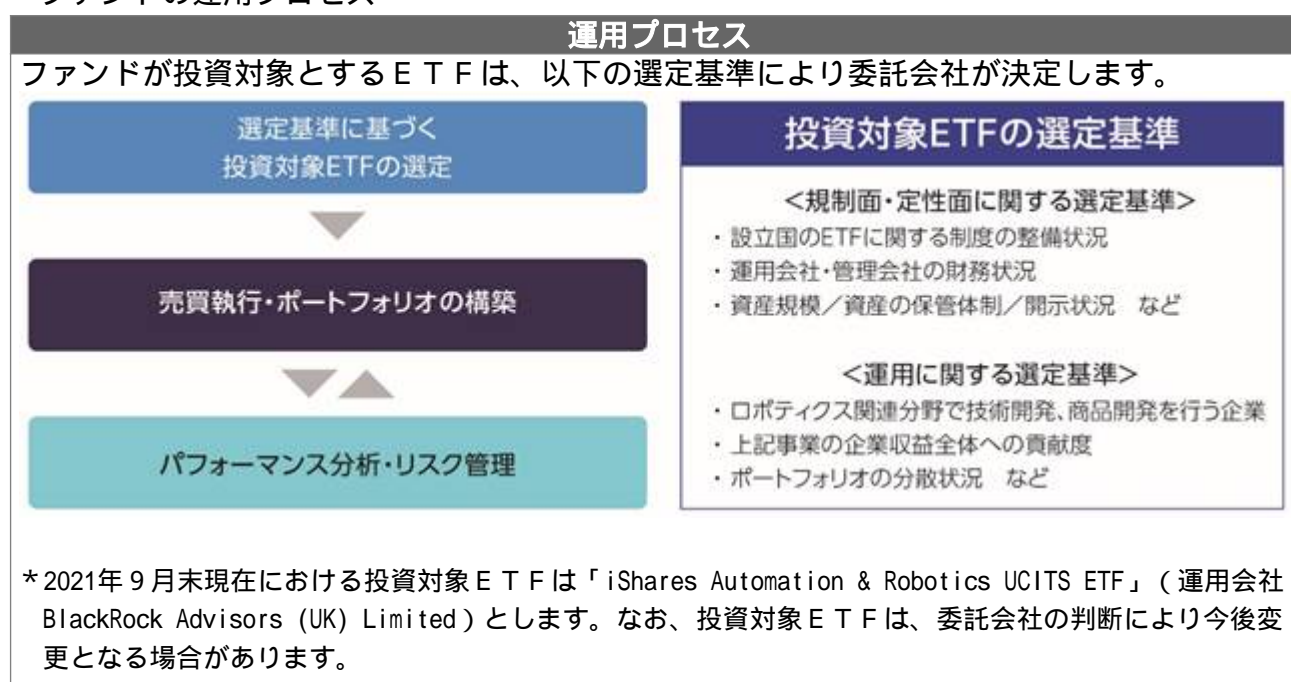 ファンドの運用プロセス
運用プロセス
ファンドが投資対象とするＥＴＦは、以下の選定基準により委託会社が決定します。
選定基準に基づく
投資対象ETFの選定
売買執行・ポートフォリオの構築
パフォーマンス分析・リスク管理
投資対象ETFの選定基準
＜規制面・定性面に関する選定基準＞
・設立国のETFに関する制度の整備状況
・運用会社・管理会社の財務状況
・資産規模／資産の保管体制／開示状況　など
＜運用に関する選定基準＞
・ロボティクス関連分野で技術開発、商品開発を行う企業
・上記事業の企業収益全体への貢献度
・ポートフォリオの分散状況　など
＊2021年９月末現在における投資対象ＥＴＦは「iShares Automation & Robotics UCITS ETF」（運用会社
BlackRock Advisors (UK) Limited）とします。なお、投資対象ＥＴＦは、委託会社の判断により今後変
更となる場合があります。